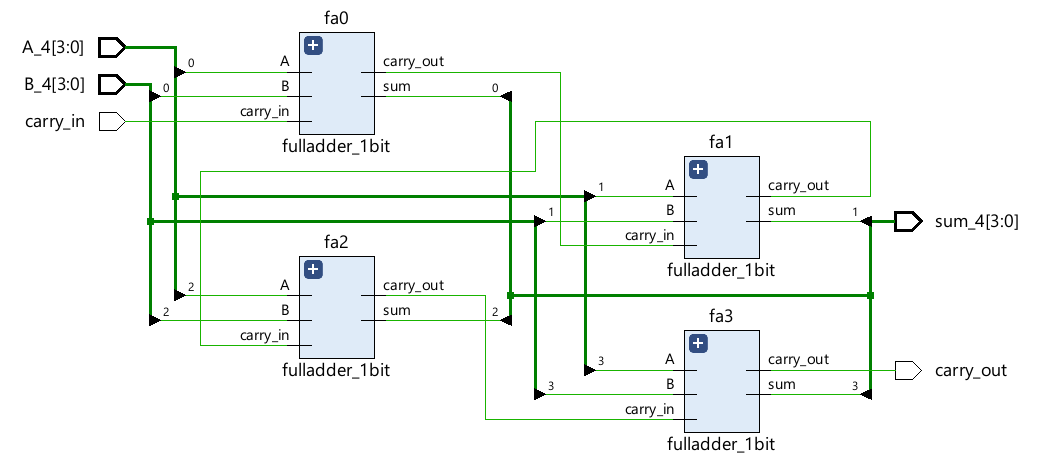 fa0
A_4[3:0]
0
A
carry_out
B_4[3:0]
0
B
sum
0
carry_in
carry_in
fulladder_1bit
fa1
1
A
carry_out
1
B
sum
1
sum_4[3:0]
carry_in
fulladder_1bit
fa2
2
A
carry_out
2
B
sum
2
carry_in
fulladder_1bit
fa3
3
A
carry_out
carry_out
3
B
sum
3
carry_in
fulladder_1bit